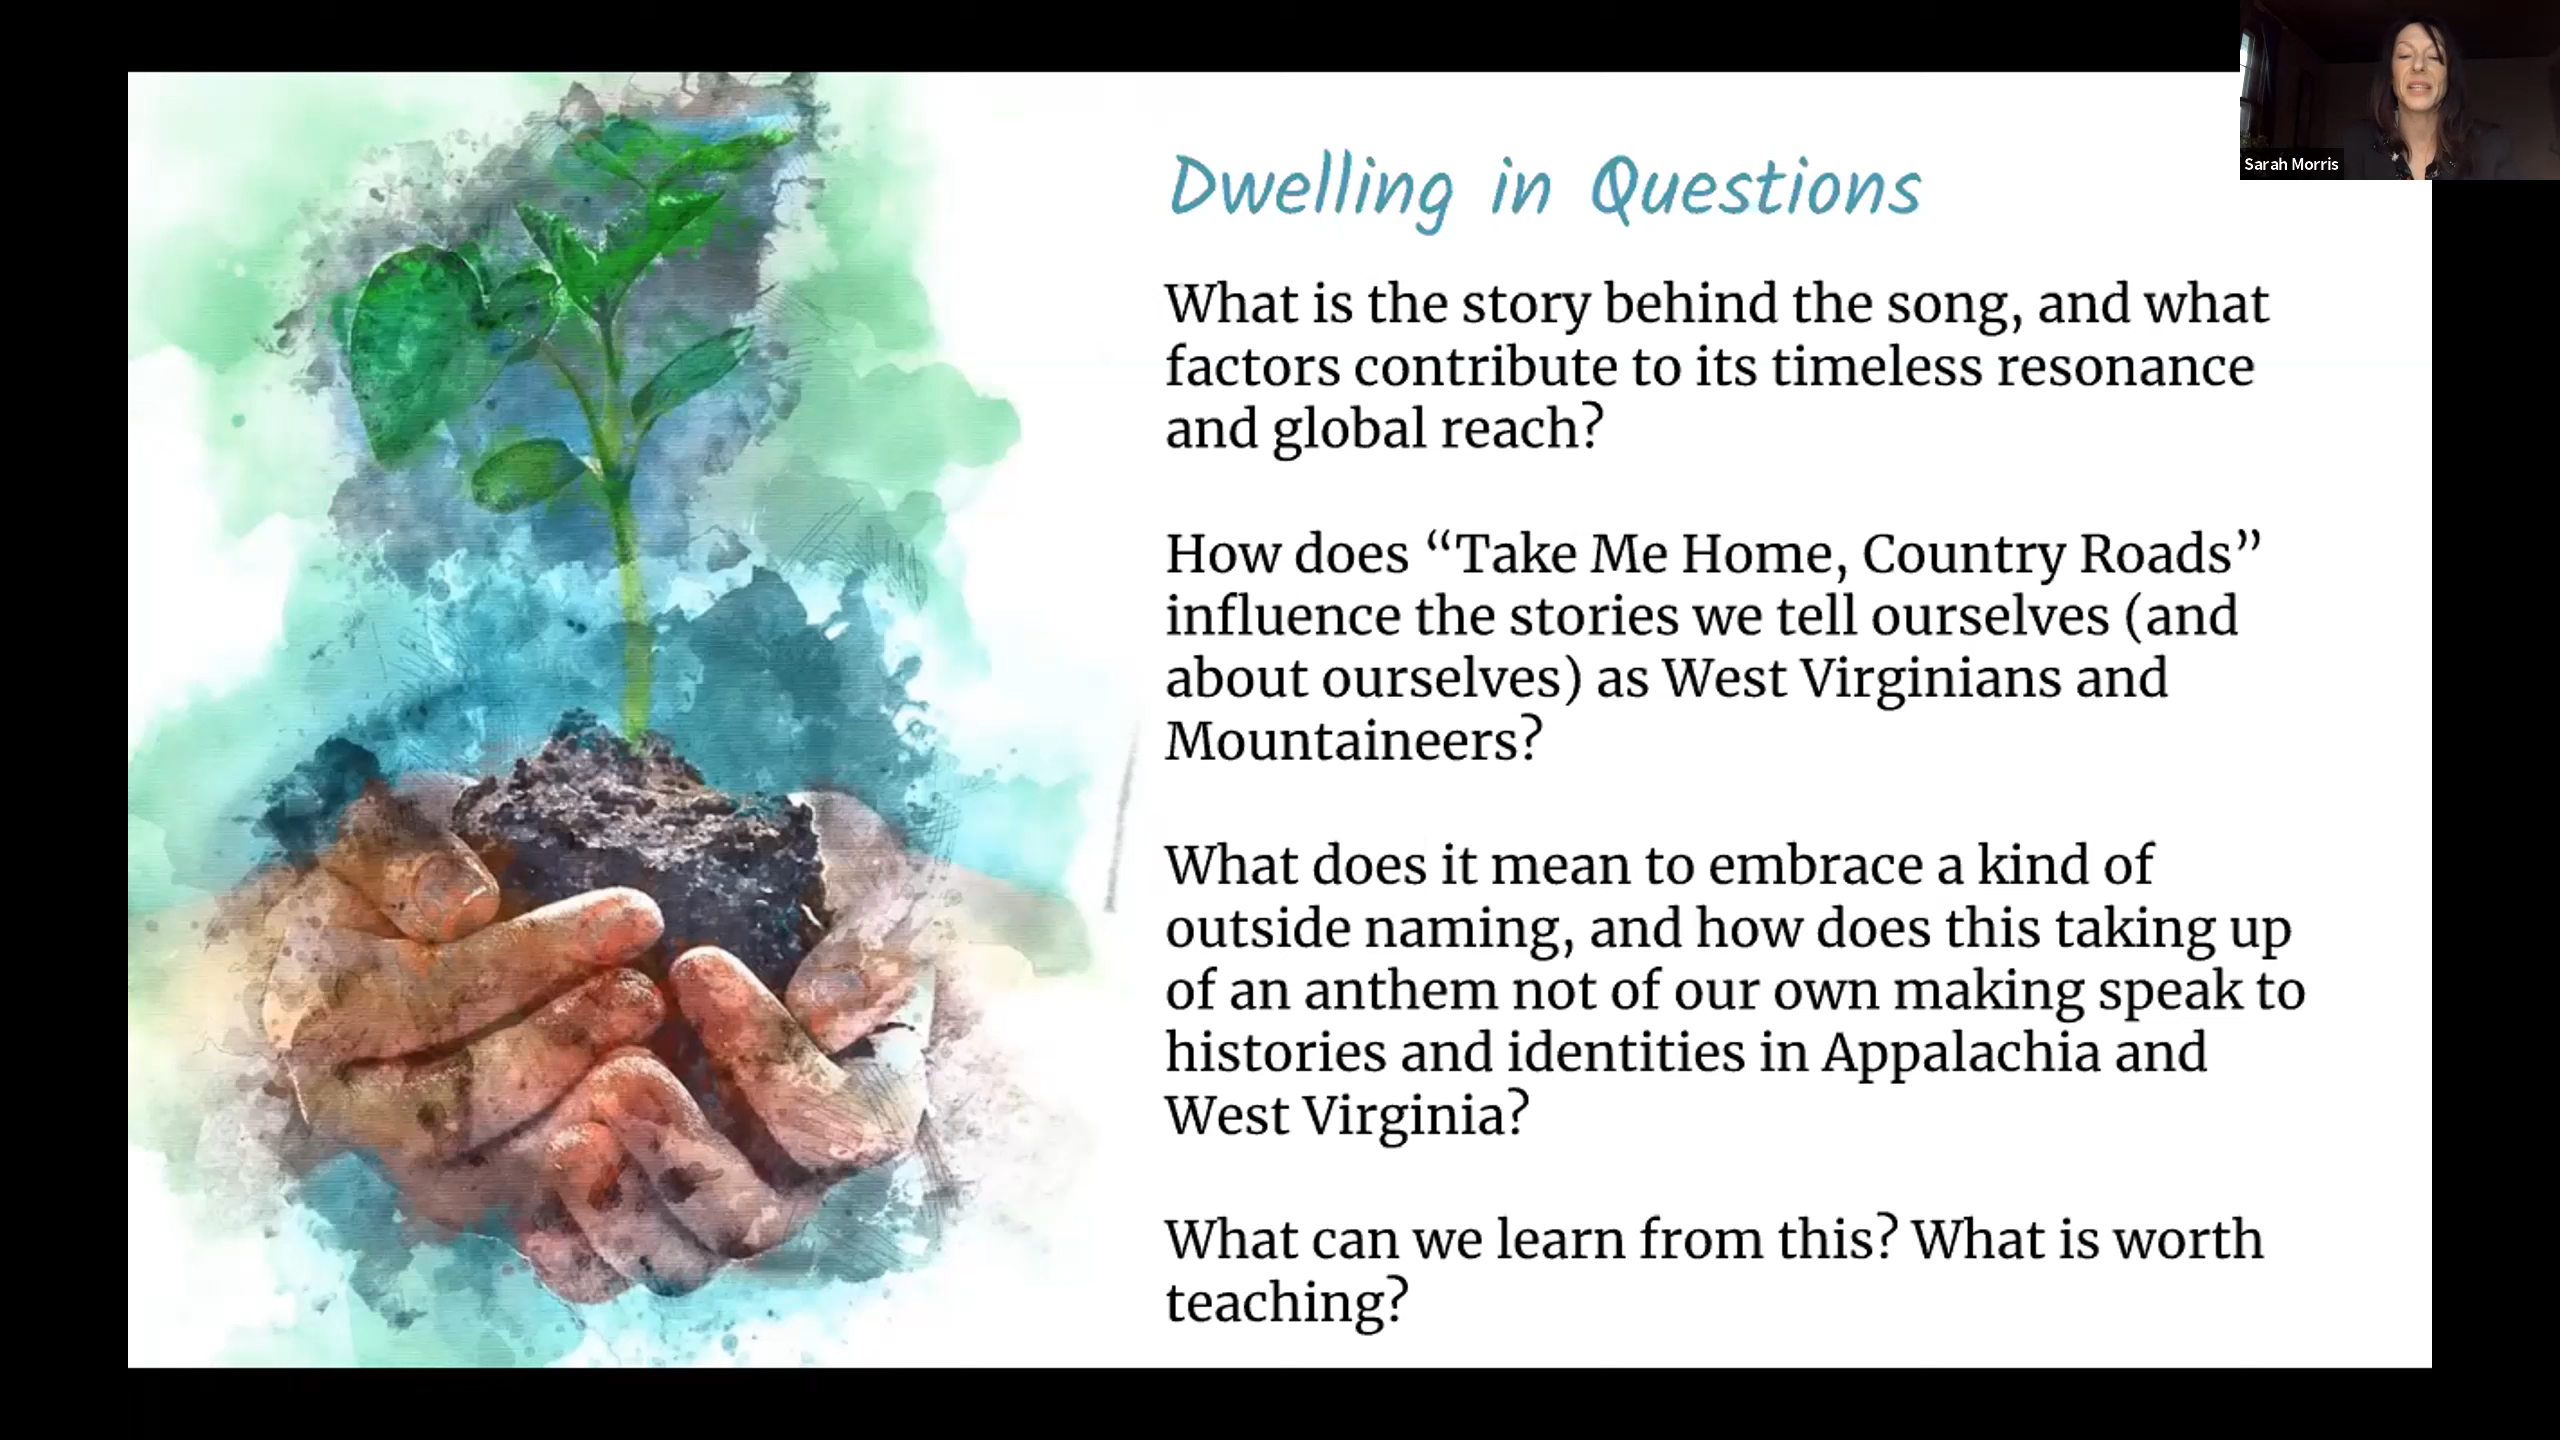 Sarah Morris
Dwelling in Questions
What is the story behind the song, and what
factors contribute to its timeless resonance
and global reach?
How does “Take Me Home, Country Roads”
influence the stories we tell ourselves (and
about ourselves) as West Virginians and
Mountaineers?
What does it mean to embrace a kind of
outside naming, and how does this taking up
of an anthem not of our own making speak to
histories and identities in Appalachia and
West Virginia?
What can we learn from this? What is worth
teaching?